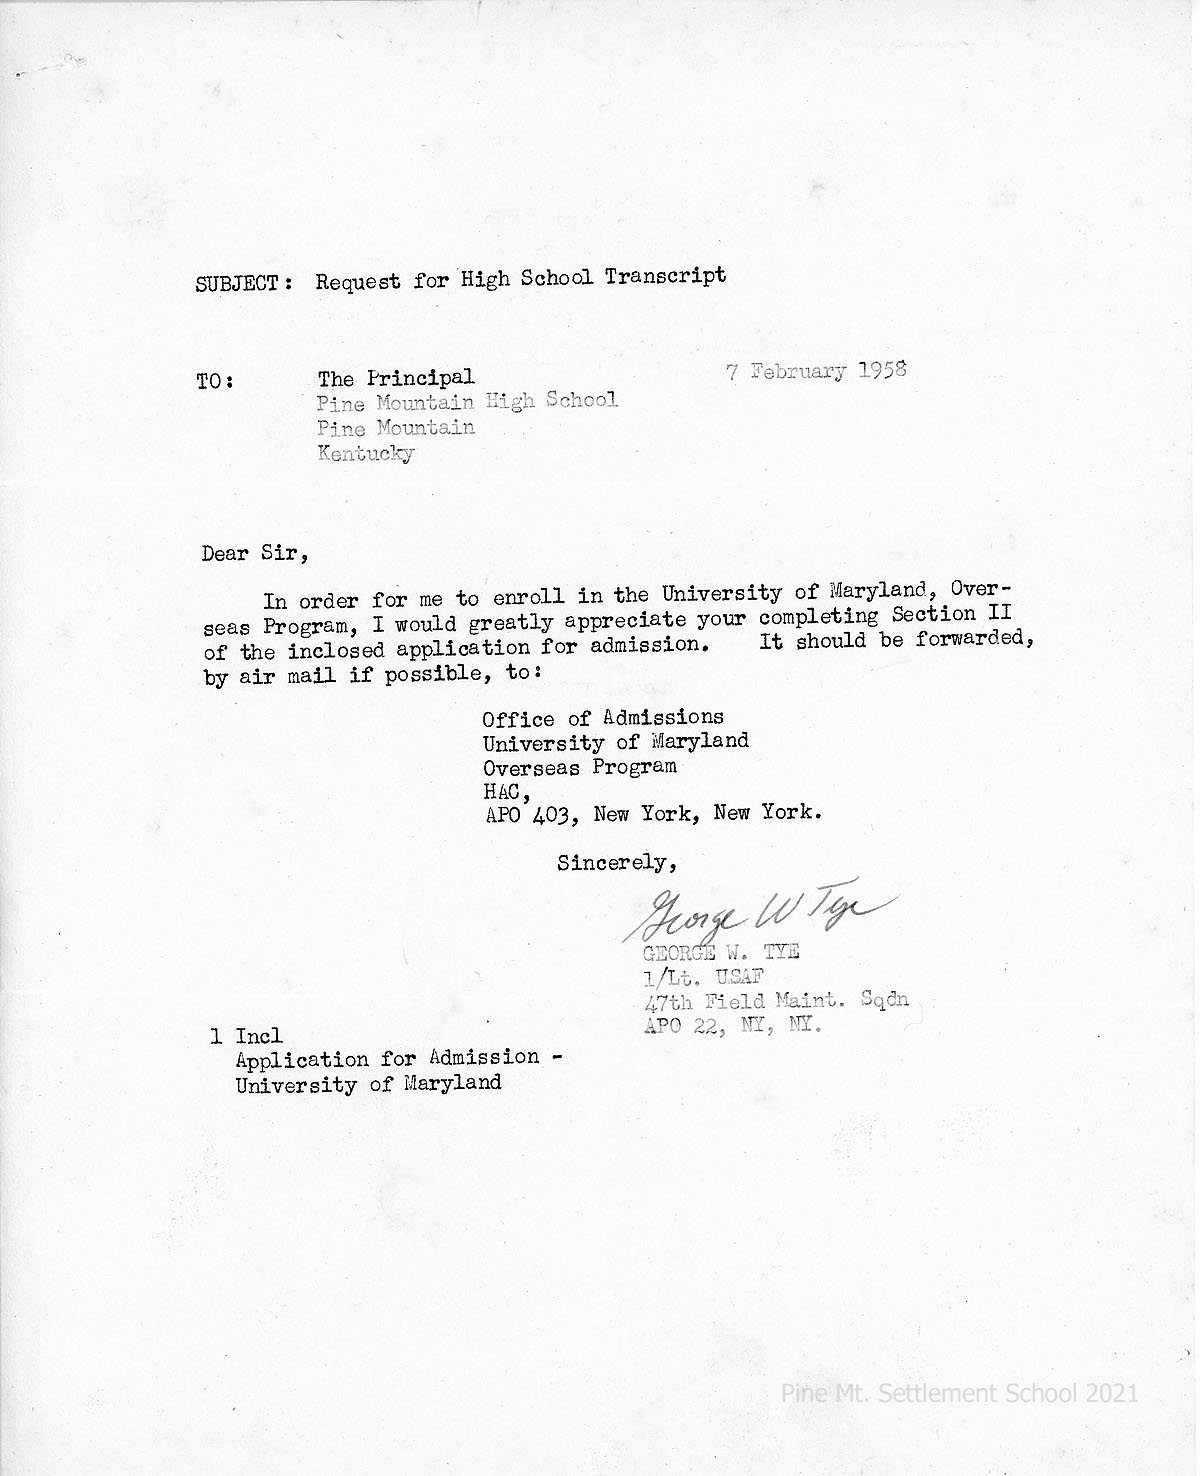 SUBJECT: Request for High School Transcript
TO: The Principal 7 February 1958
Pine Mountain High School
Pine Mountain
Kentucky
Dear Sir,
In order for me to enroll in the University of Maryland, Over-
seas Program, I would greatly appreciate your completing Section II
of the inclosed application for admission. It should be forwarded,
by air mail if possible, to:
Office of Admissions
University of Maryland
Overseas Program
HAC,
APO 403, New York, New York.
Sincerely,
George W Tye
GEORGE W. TYE
1/Lt. USAF
47th Field Maint. Sqdn
APO 22, NY, NY.
1 Incl
Application for Admission -
University of Maryland
Pine Mt. Settlement School 2021